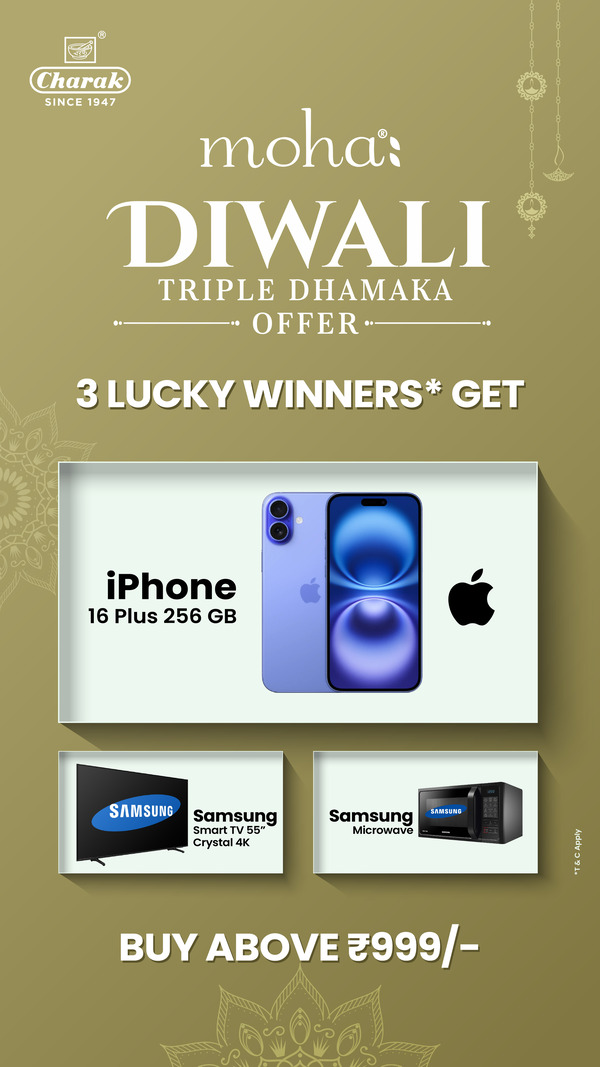 ®
Charak
SINCE 1947
moha®
DIWALI
TRIPLE DHAMAKA
OFFER
3 LUCKY WINNERS* GET
iPhone
16 Plus 256 GB
SAMSUNG
Samsung
Smart TV 55"
Crystal 4K
Samsung
Microwave
SAMSUNG
*T & C Apply
BUY ABOVE ₹999/-